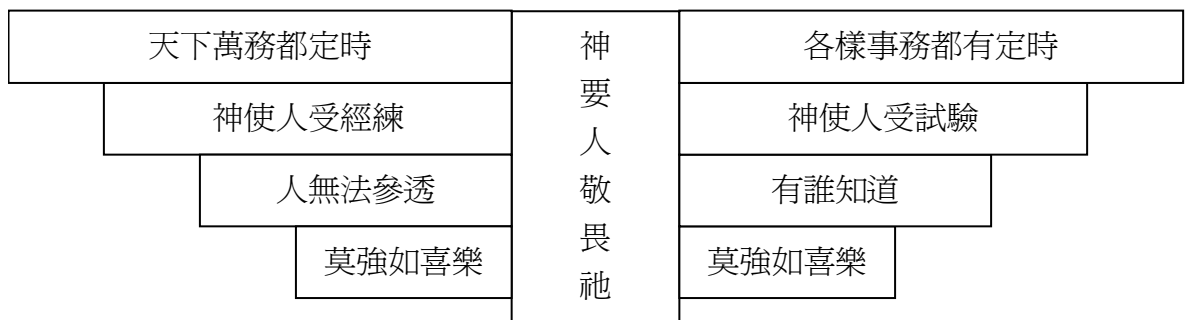 天下萬務都定時
神使人受經練
人無法參透
莫強如喜樂
神要人敬畏祂
各樣事務都有定時
神使人受試驗
有誰知道
莫強如喜樂